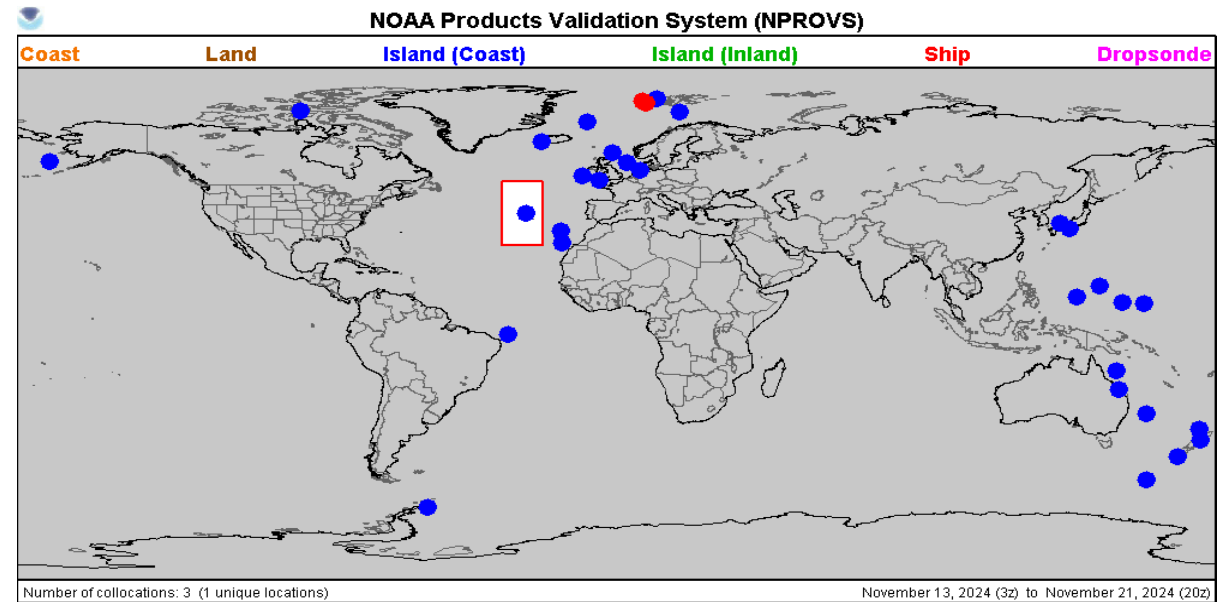 NOAA Products Validation System (NPROVS)
Coast Land Island (Coast) Island (Inland) Ship Dropsonde
Number of collocations: 3 (1 unique locations) November 13, 2024 (3z) to November 21, 2024 (20z)